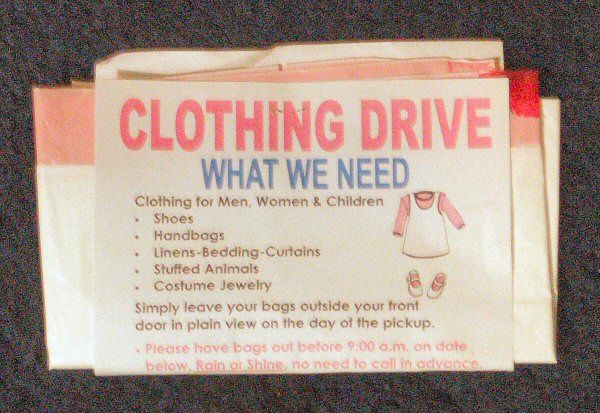 CLOTHING DRIVE
WHAT WE NEED
Clothing for Men, Women & Children
• Shoes
• Handbags
• Linens-Bedding-Curtains
• Stuffed Animals
• Costume Jewelry
Simply leave your bags outside your front
door in plain view on the day of the pickup.
• Please have bags out before 9:00 a.m. on date
below, Rain or Shine, no need to call in advance.